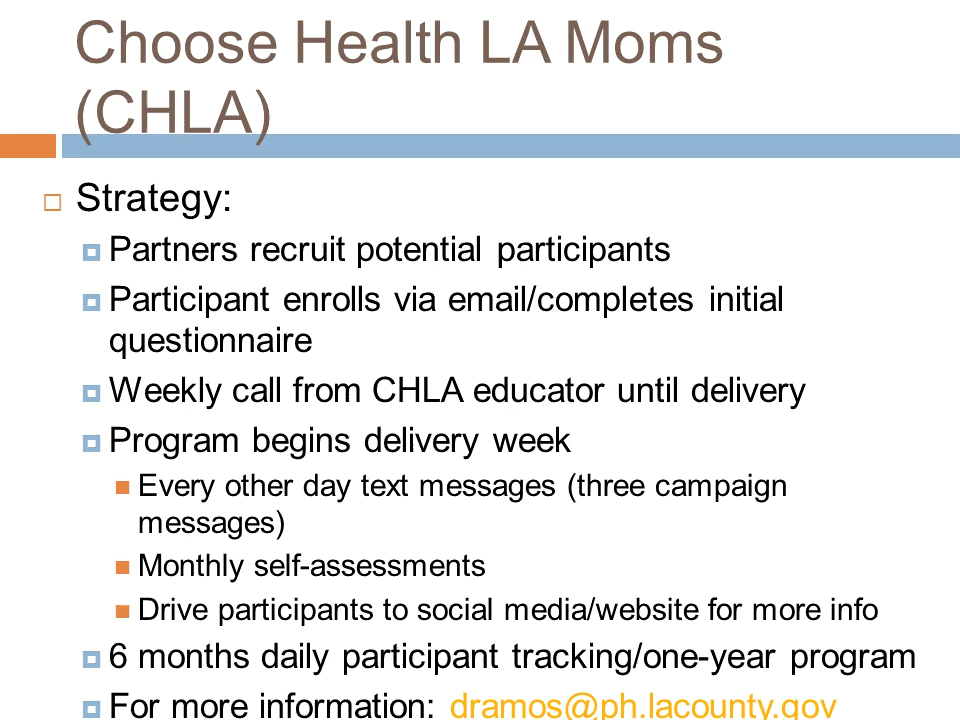 Choose Health LA Moms
(CHLA)
Strategy:
Partners recruit potential participants
Participant enrolls via email/completes initial
questionnaire
Weekly call from CHLA educator until delivery
Program begins delivery week
Every other day text messages (three campaign
messages)
Monthly self-assessments
Drive participants to social media/website for more info
6 months daily participant tracking/one-year program
For more information: dramos@ph.lacounty.gov